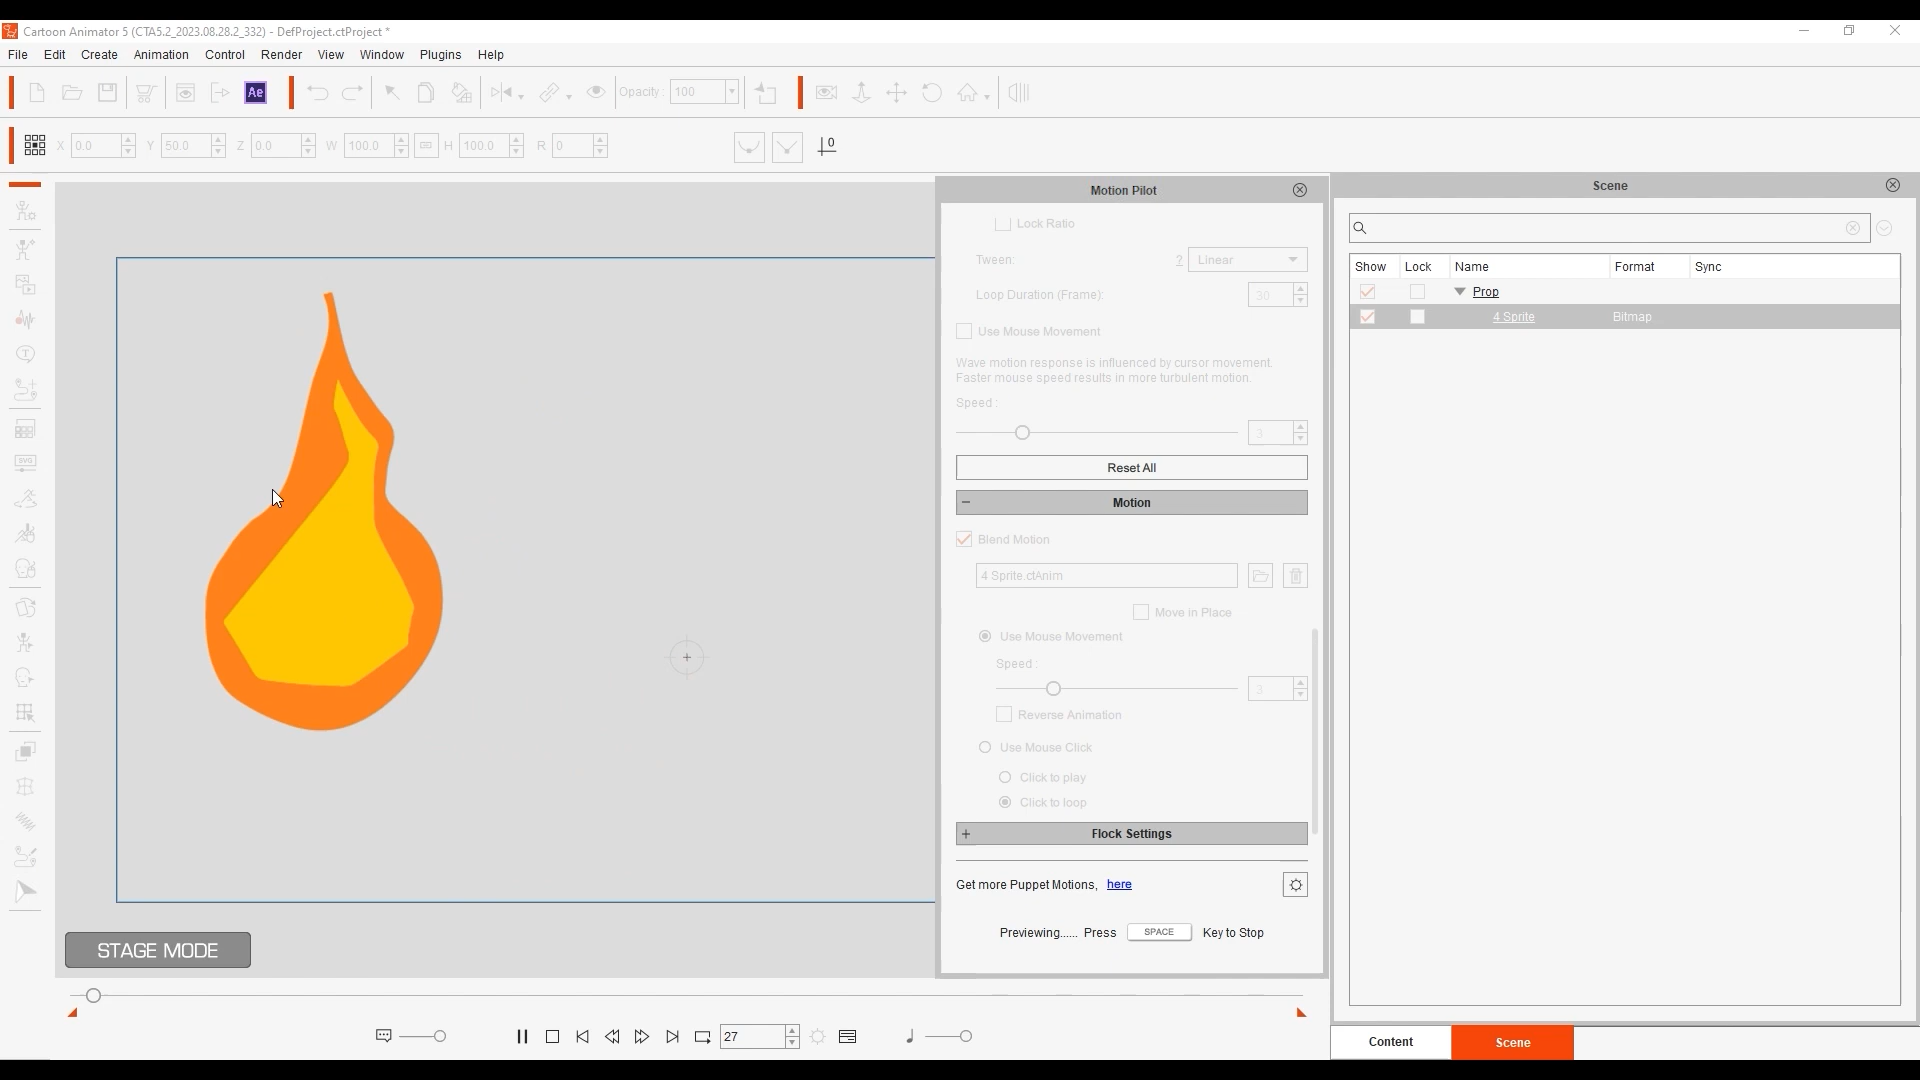 Cartoon Animator 5 (CTA5.2_2023.08.28.2_332) - DefProject.ctProject *
File Edit Create Animation Control Render View Window Plugins Help
Ae Opacity: 100
X 0.0 Y 50.0 Z 0.0 W 100.0 H 100.0 R 0 0
Motion Pilot
Lock Ratio
Tween: ? Linear
Loop Duration (Frame): 30
Use Mouse Movement
Wave motion response is influenced by cursor movement.
Faster mouse speed results in more turbulent motion.
Speed :
3
Reset All
Motion
Blend Motion
4 Sprite.ctAnim
Move in Place
Use Mouse Movement
Speed :
3
Reverse Animation
Use Mouse Click
Click to play
Click to loop
Flock Settings
Get more Puppet Motions, here
Previewing...... Press SPACE Key to Stop
Scene
Show Lock Name Format Sync
Prop
4 Sprite Bitmap
SVG
STAGE MODE
27
Content Scene